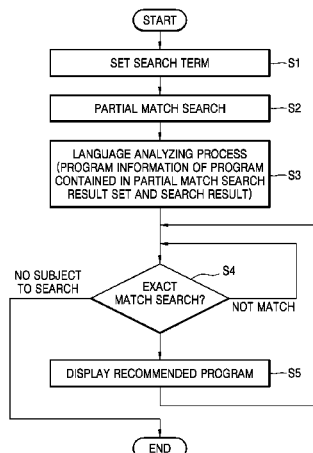 START
SET SEARCH TERM
S1
PARTIAL MATCH SEARCH
S2
LANGUAGE ANALYZING PROCESS
(PROGRAM INFORMATION OF PROGRAM
CONTAINED IN PARTIAL MATCH SEARCH
RESULT SET AND SEARCH RESULT)
S3
S4
NO SUBJECT
TO SEARCH
EXACT
MATCH SEARCH?
NOT MATCH
DISPLAY RECOMMENDED PROGRAM
S5
END